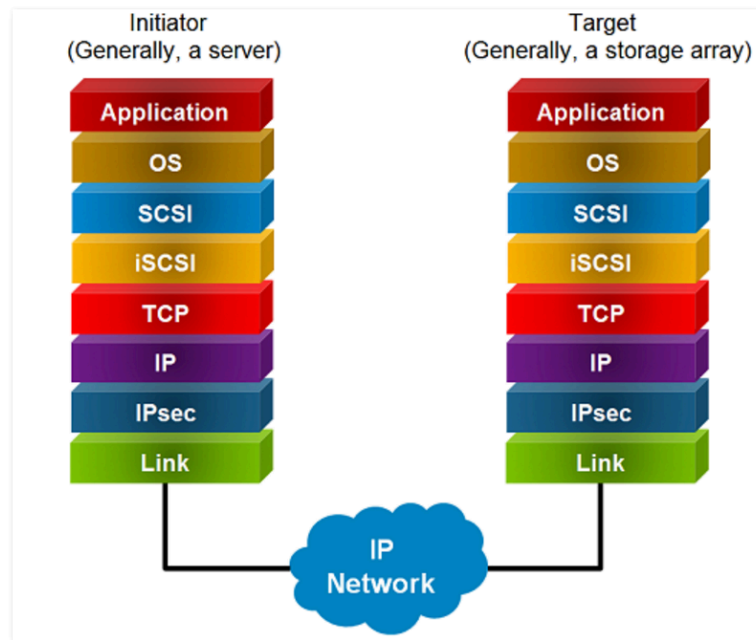 Initiator
(Generally, a server)
Application
OS
SCSI
iSCSI
TCP
IP
IPsec
Link
Target
(Generally, a storage array)
Application
OS
SCSI
iSCSI
TCP
IP
IPsec
Link
IP
Network